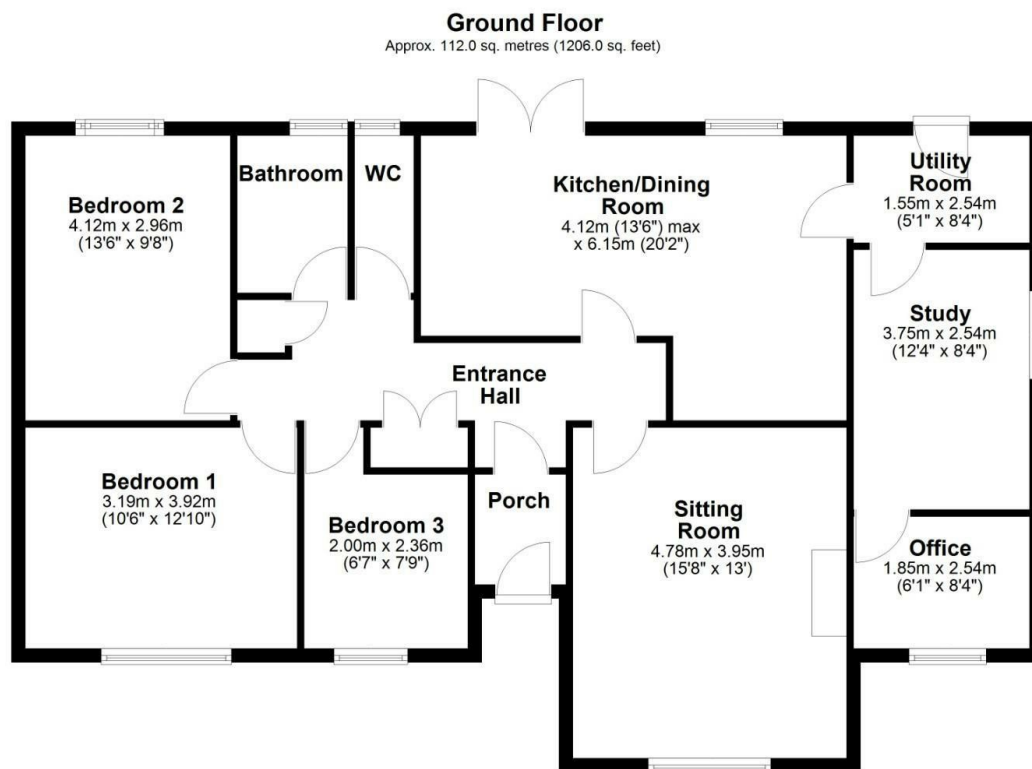 Ground Floor
Approx. 112.0 sq. metres (1206.0 sq. feet)
Bedroom 2
4.12m x 2.96m
(13'6" x 9'8")
Bathroom
WC
Kitchen/Dining
Room
4.12m (13'6") max
x 6.15m (20'2")
Utility
Room
1.55m x 2.54m
(5'1" x 8'4")
Study
3.75m x 2.54m
(12'4" x 8'4")
Entrance
Hall
Bedroom 1
3.19m x 3.92m
(10'6" x 12'10")
Bedroom 3
2.00m x 2.36m
(6'7" x 7'9")
Porch
Sitting
Room
4.78m x 3.95m
(15'8" x 13')
Office
1.85m x 2.54m
(6'1" x 8'4")